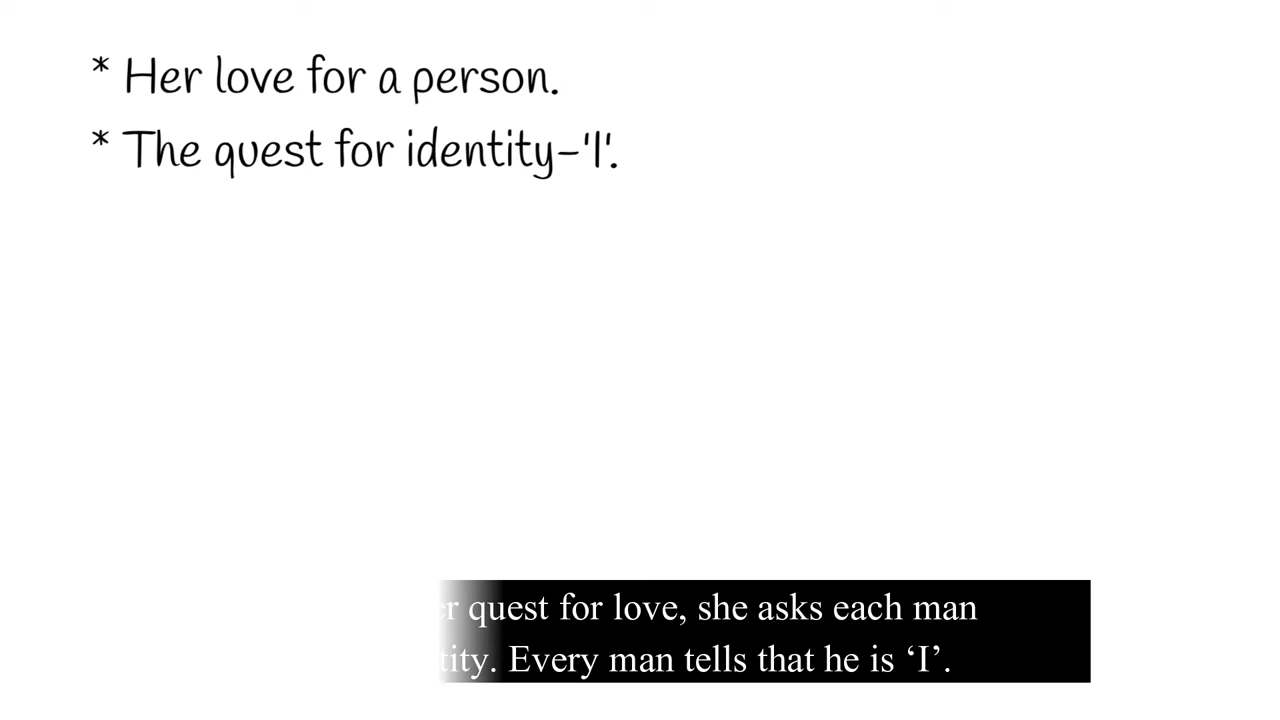 * Her love for a person.
* The quest for identity-'I'.
quest for love, she asks each man
Every man tells that he is ‘I’.